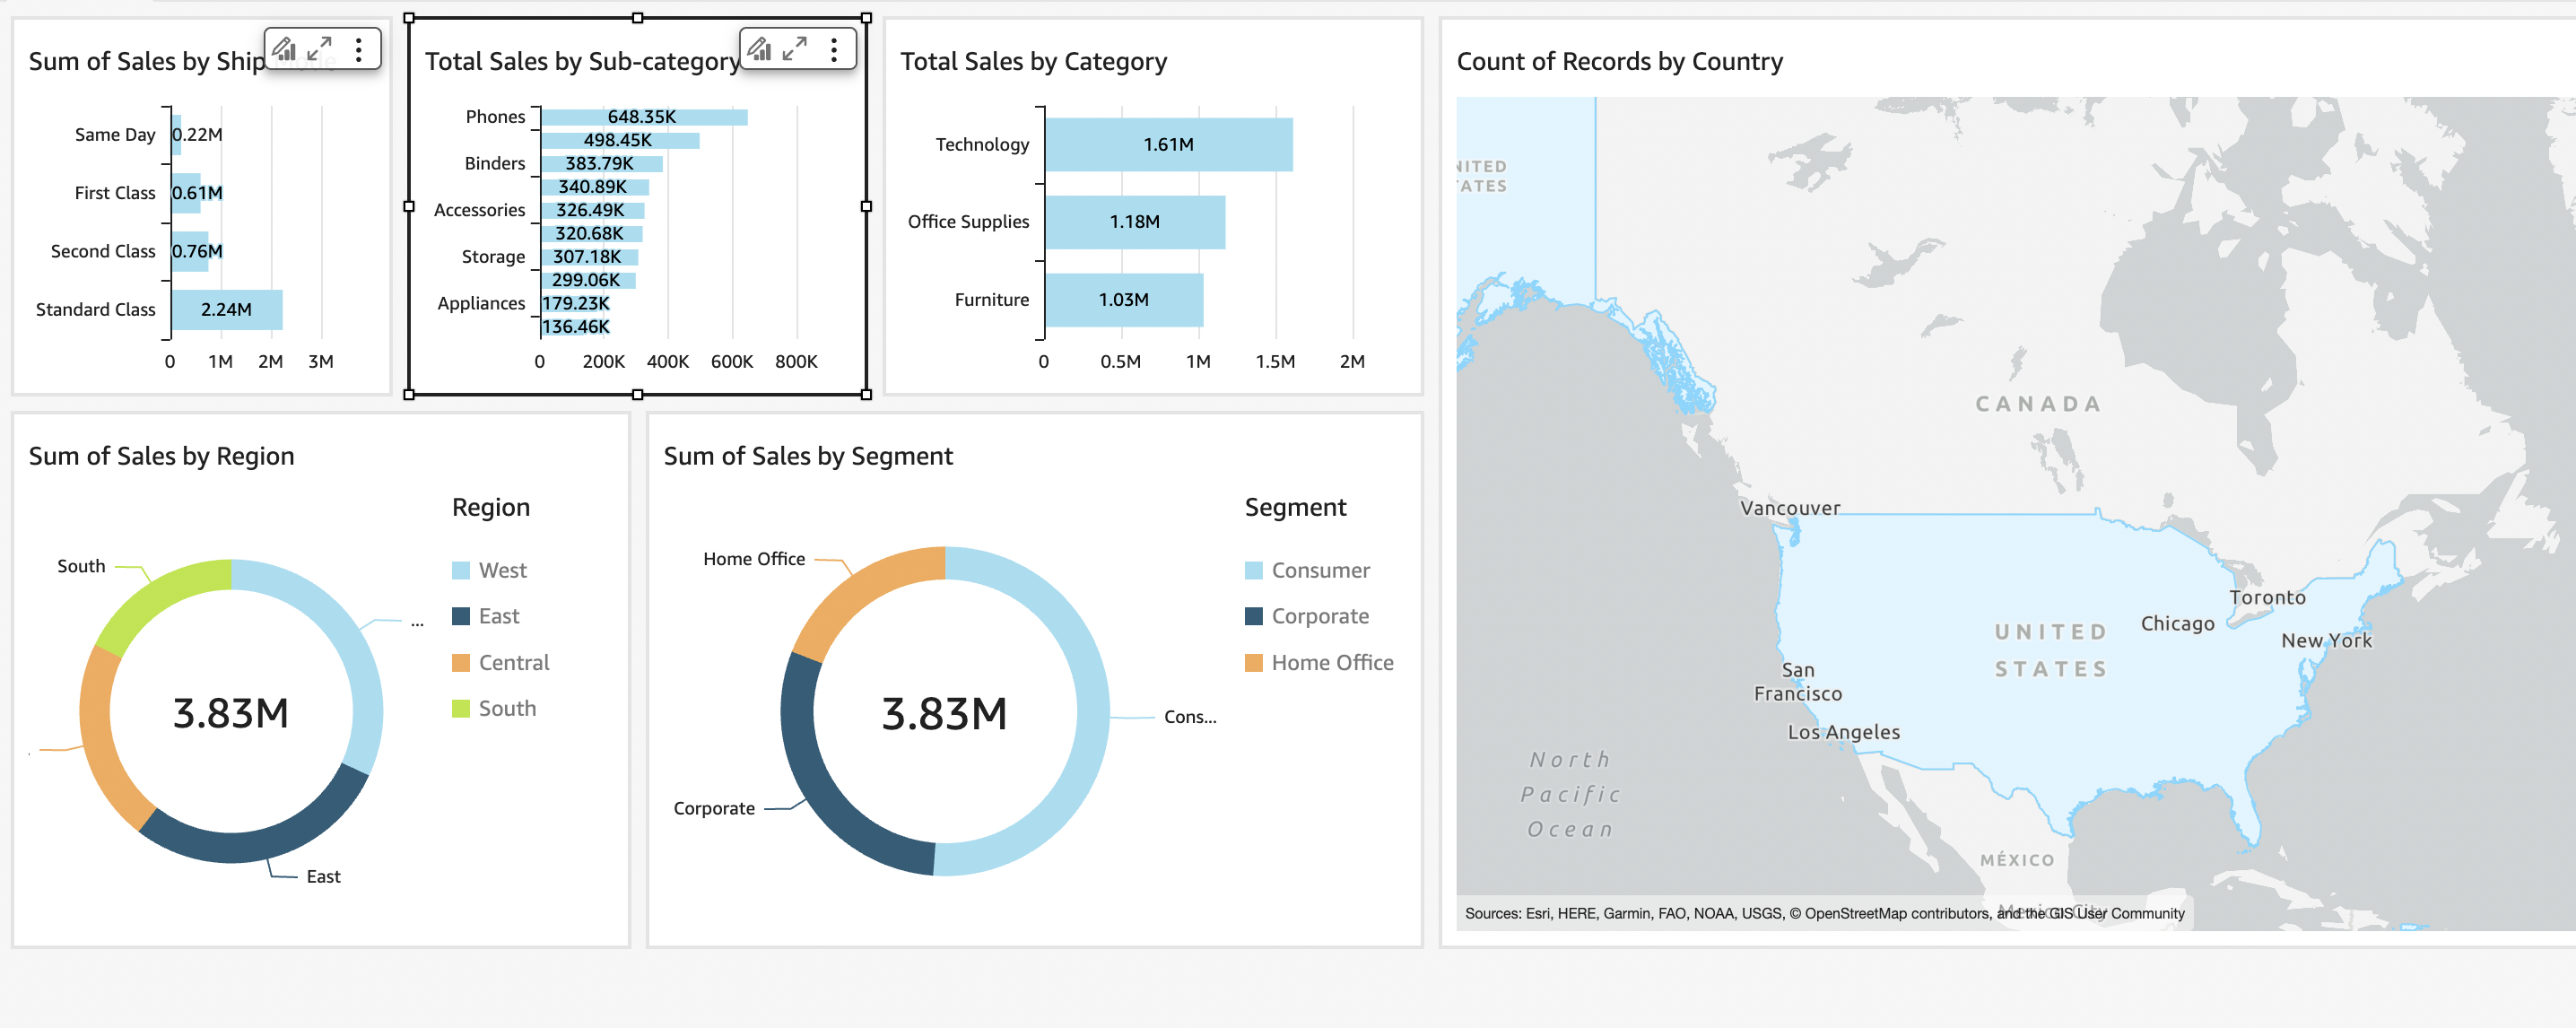 Sum of Sales by Ship
Same Day
0.22M
First Class
0.61M
Second Class
0.76M
Standard Class
2.24M
0 1M 2M 3M
Total Sales by Sub-category
Phones
648.35K
498.45K
Binders
383.79K
340.89K
Accessories
326.49K
320.68K
Storage
307.18K
299.06K
Appliances
179.23K
136.46K
0 200K 400K 600K 800K
Total Sales by Category
Technology
1.61M
Office Supplies
1.18M
Furniture
1.03M
0 0.5M 1M 1.5M 2M
Count of Records by Country
NITED
TATES
CANADA
Vancouver
Toronto
Chicago
New York
UNITED
STATES
San
Francisco
Los Angeles
North
Pacific
Ocean
MÉXICO
Mexico City
Sources: Esri, HERE, Garmin, FAO, NOAA, USGS, © OpenStreetMap contributors, and the GIS User Community
Sum of Sales by Region
Region
West
East
Central
South
South
...
East
3.83M
Sum of Sales by Segment
Segment
Consumer
Corporate
Home Office
Home Office
Cons...
Corporate
3.83M